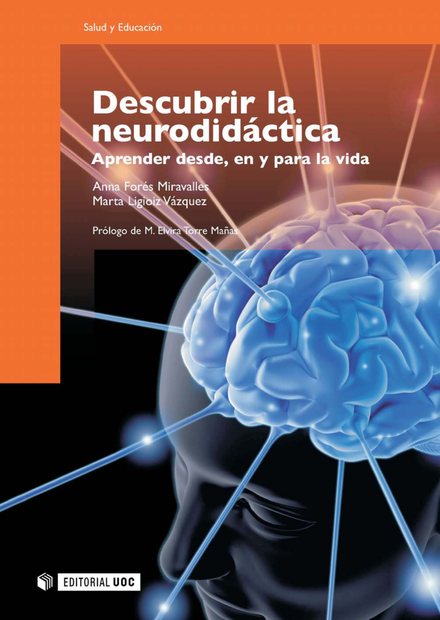 Salud y Educación
Descubrir la
neurodidáctica
Aprender desde, en y para la vida
Anna Forés Miravalles
Marta Ligioiz Vázquez
Prólogo de M. Elvira Torre Mañas
EDITORIAL UOC